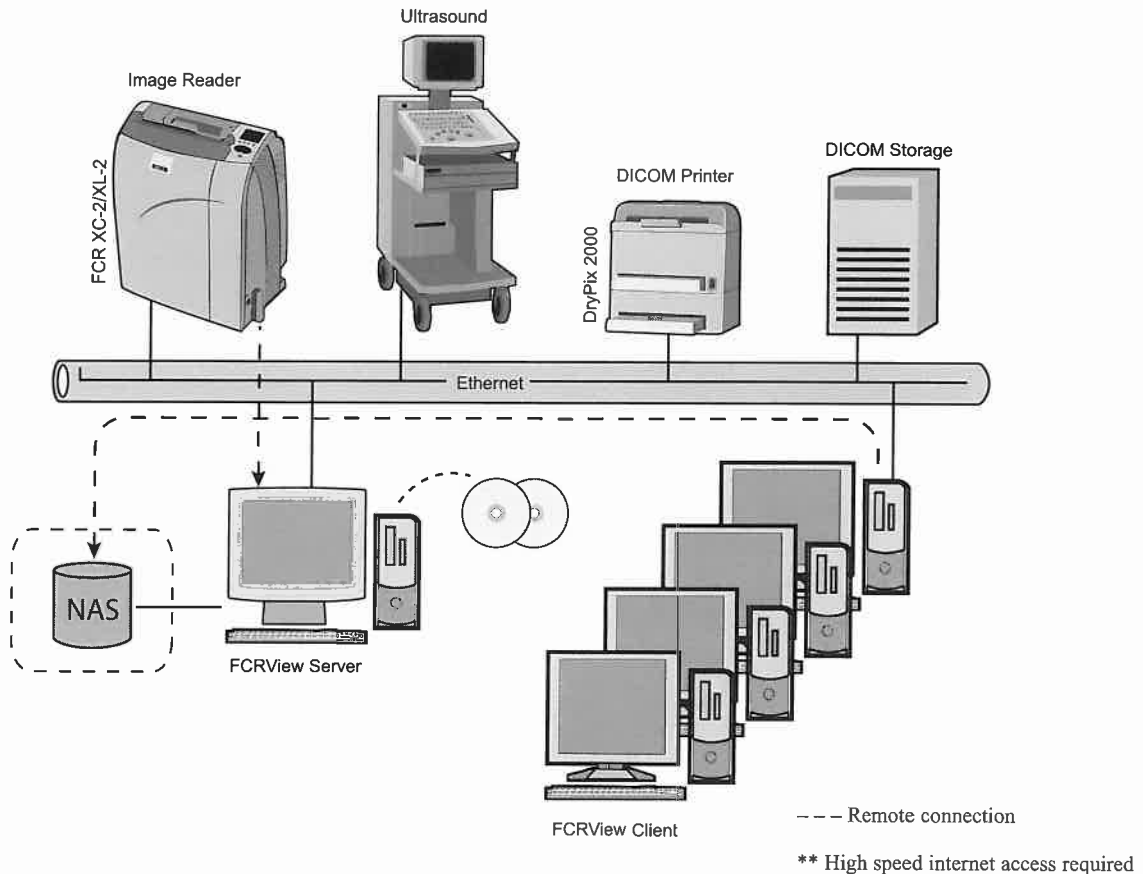 Ultrasound
Image Reader
FCR XC-2/XL-2
DICOM Printer
DryPix 2000
DICOM Storage
Ethernet
NAS
FCRView Server
FCRView Client
--- Remote connection
** High speed internet access required